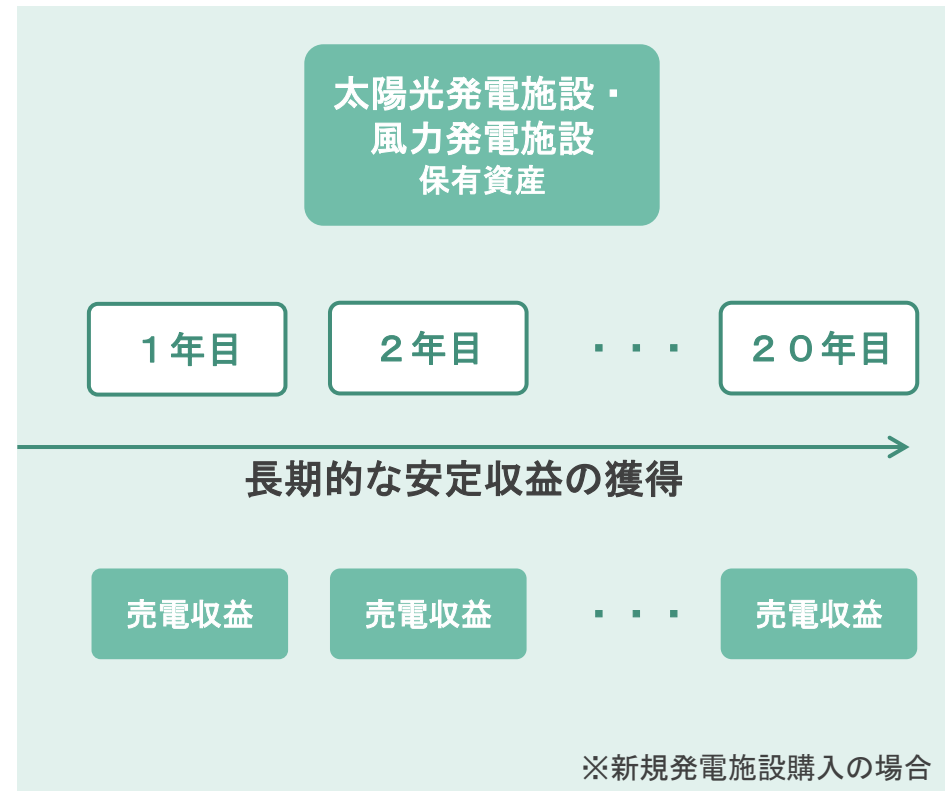 太陽光発電施設・
風力発電施設
保有資産
１年目 ２年目 ・・・ ２０年目
長期的な安定収益の獲得
売電収益 売電収益 ・・・ 売電収益
※新規発電施設購入の場合